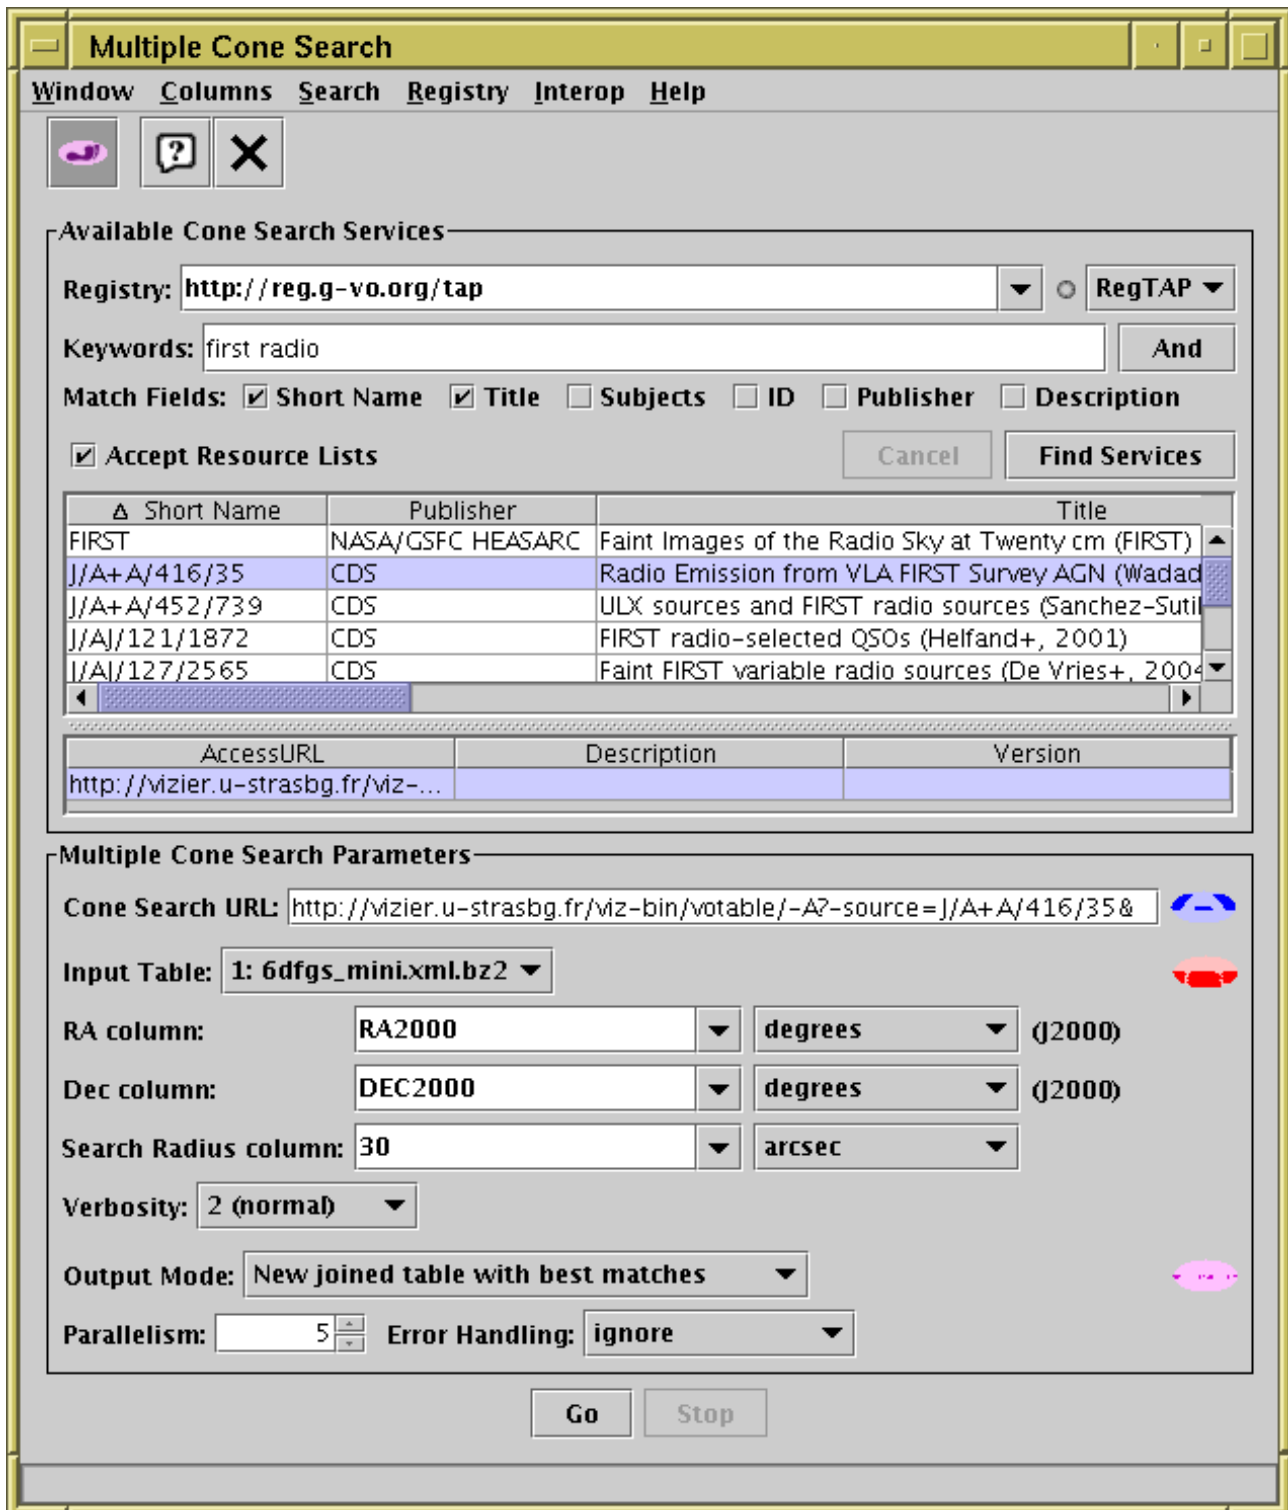 Multiple Cone Search
Window Columns Search Registry Interop Help
Available Cone Search Services
Registry: http://reg.g-vo.org/tap RegTAP
Keywords: first radio And
Match Fields: Short Name Title Subjects ID Publisher Description
Accept Resource Lists Cancel Find Services
Short Name Publisher Title
FIRST NASA/GSFC HEASARC Faint Images of the Radio Sky at Twenty cm (FIRST)
J/A+A/416/35 CDS Radio Emission from VLA FIRST Survey AGN (Wadad
J/A+A/452/739 CDS ULX sources and FIRST radio sources (Sanchez-Sutil
J/AJ/121/1872 CDS FIRST radio-selected QSOs (Helfand+, 2001)
J/AJ/127/2565 CDS Faint FIRST variable radio sources (De Vries+, 2004
AccessURL Description Version
http://vizier.u-strasbg.fr/viz-...
Multiple Cone Search Parameters
Cone Search URL: http://vizier.u-strasbg.fr/viz-bin/votable/-A?-source=J/A+A/416/35&
Input Table: 1: 6dfgs_mini.xml.bz2
RA column: RA2000 degrees (J2000)
Dec column: DEC2000 degrees (J2000)
Search Radius column: 30 arcsec
Verbosity: 2 (normal)
Output Mode: New joined table with best matches
Parallelism: 5 Error Handling: ignore
Go Stop